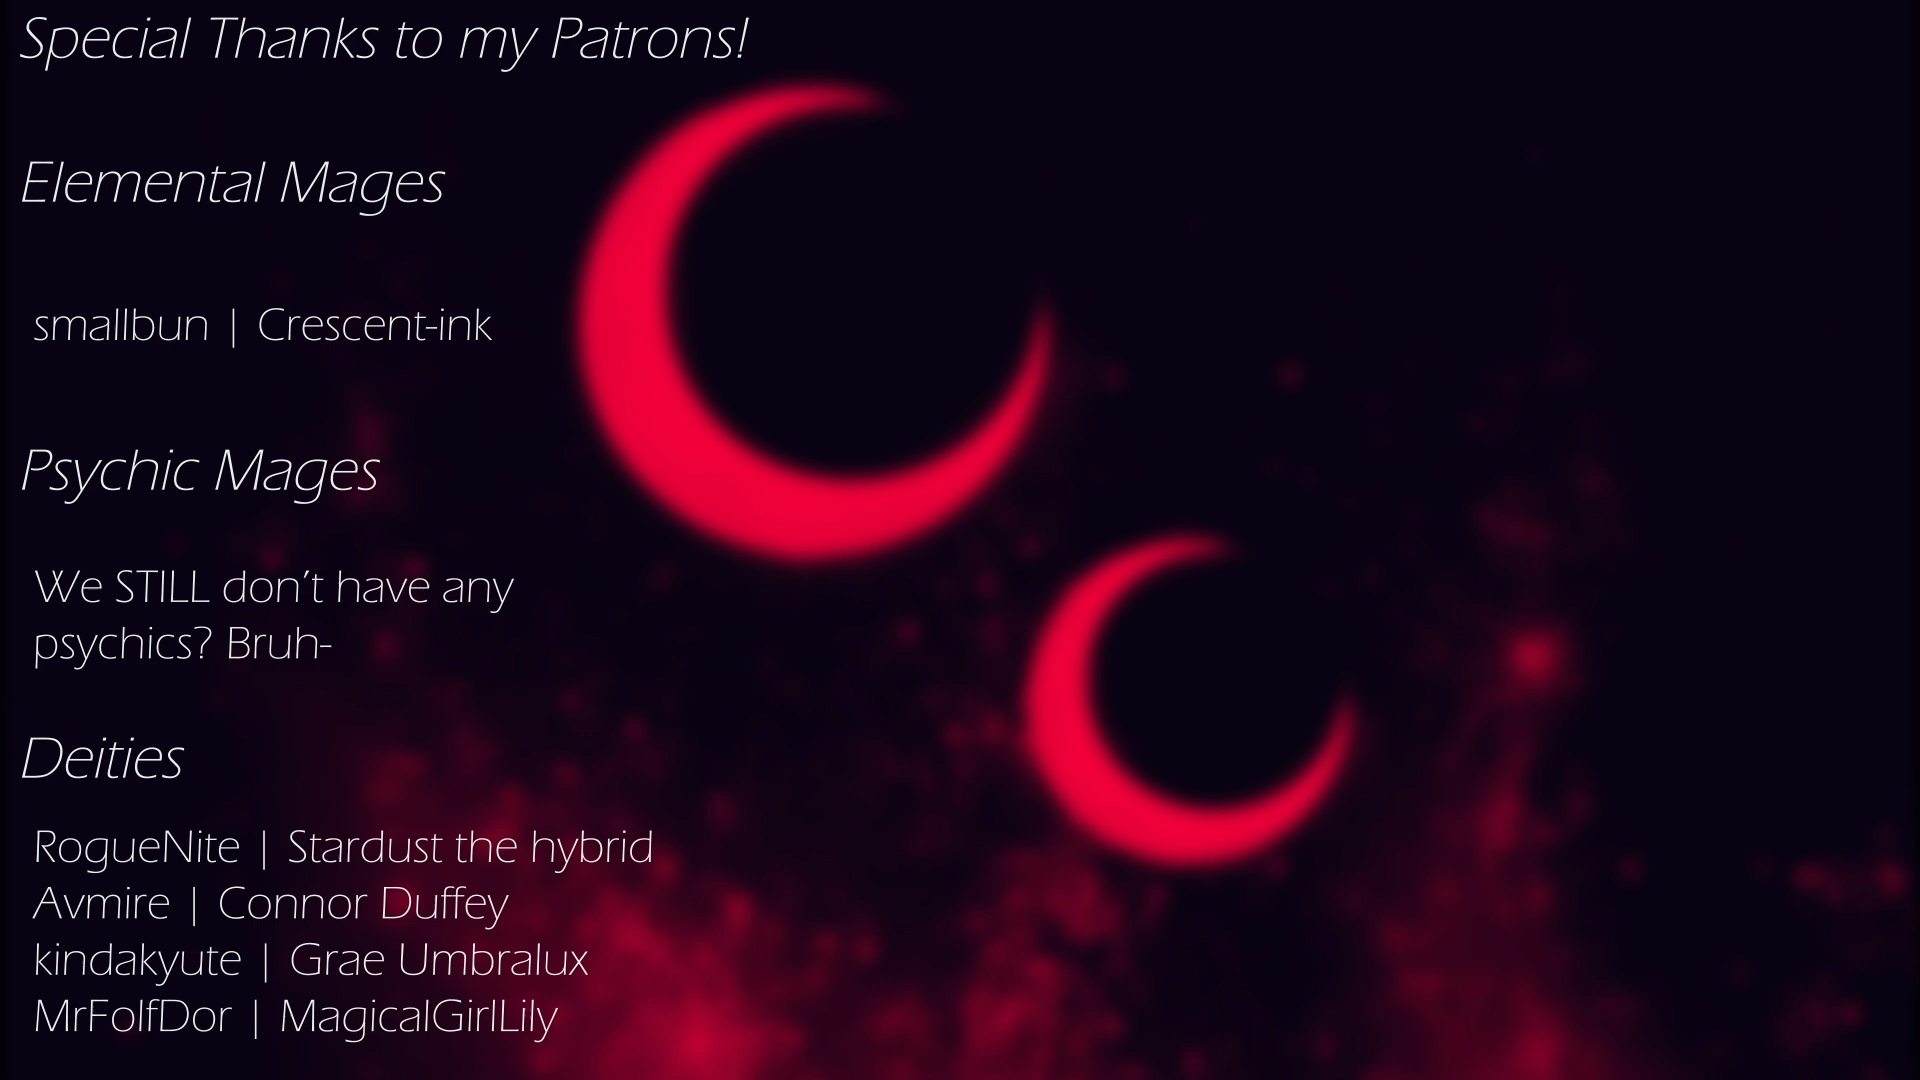 Special Thanks to my Patrons!
Elemental Mages
smallbun | Crescent-ink
Psychic Mages
We STILL don’t have any
psychics? Bruh-
Deities
RogueNite | Stardust the hybrid
Avmire | Connor Duffey
kindakyute | Grae Umbralux
MrFolfDor | MagicalGirlLily